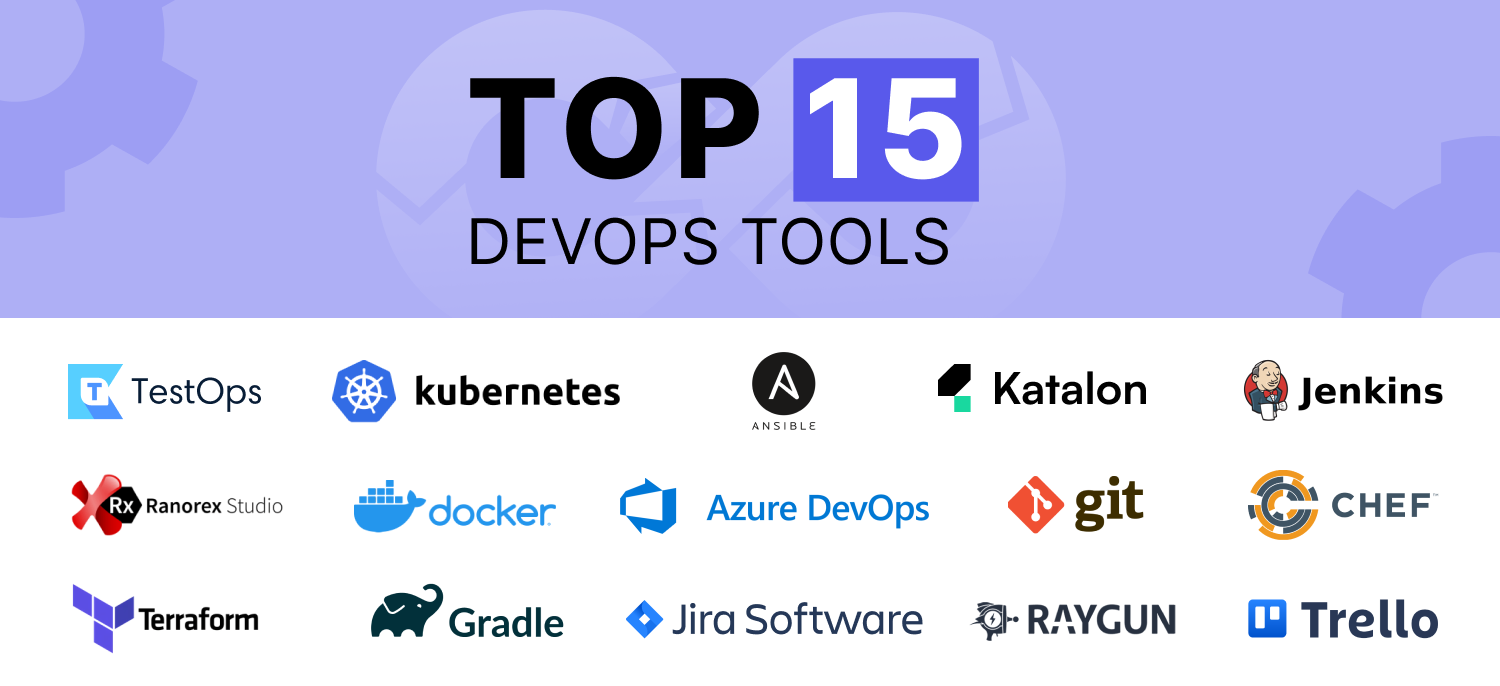 TOP 15
DEVOPS TOOLS
T TestOps
kubernetes
ANSIBLE
Katalon
Jenkins
Rx Ranorex Studio
docker
Azure DevOps
git
CHEF™
Terraform
Gradle
Jira Software
RAYGUN
Trello